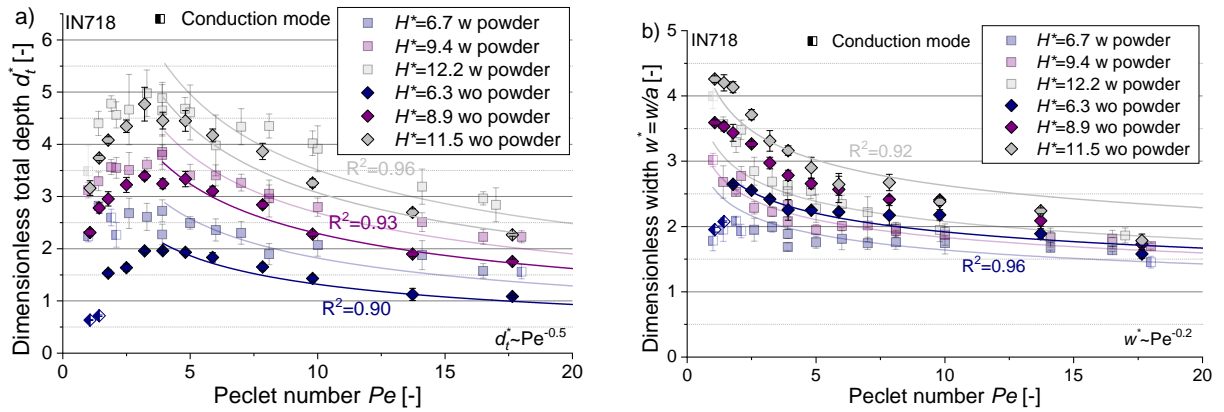 a)
IN718
Conduction mode
H*=6.7 w powder
H*=9.4 w powder
H*=12.2 w powder
H*=6.3 wo powder
H*=8.9 wo powder
H*=11.5 wo powder
Dimensionless total depth d_t^* [-]
6
5
4
3
2
1
0
R²=0.96
R²=0.93
R²=0.90
d_t^*~Pe^-0.5
0
5
10
15
20
Peclet number Pe [-]
b)
IN718
Conduction mode
H*=6.7 w powder
H*=9.4 w powder
H*=12.2 w powder
H*=6.3 wo powder
H*=8.9 wo powder
H*=11.5 wo powder
Dimensionless width w*=w/a [-]
5
4
3
2
1
0
R²=0.92
R²=0.96
w*~Pe^-0.2
0
5
10
15
20
Peclet number Pe [-]